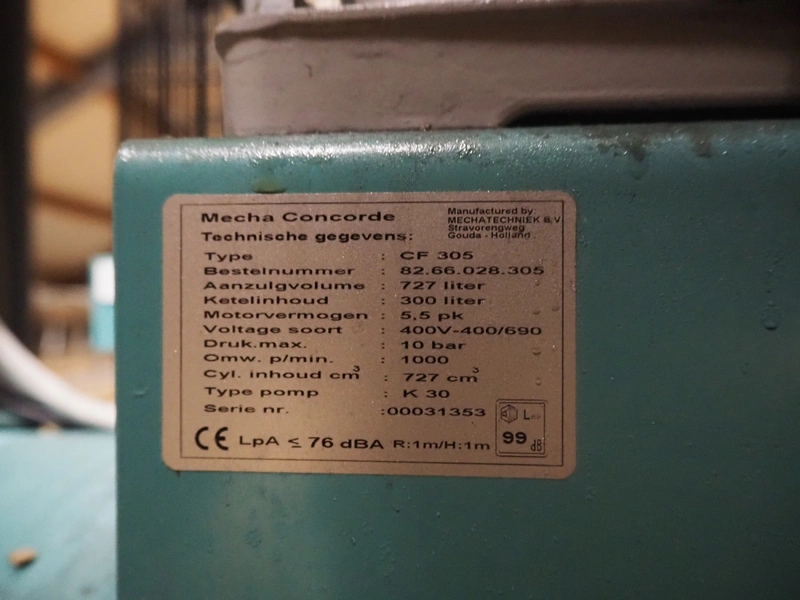 Mecha Concorde
Manufactured by:
MECHATECHNIEK B.V
Stravorengweg
Gouda - Holland
Technische gegevens:
Type : CF 305
Bestelnummer : 82.66.028.305
Aanzulgvolume : 727 liter
Ketelinhoud : 300 liter
Motorvermogen : 5,5 pk
Voltage soort : 400V-400/690
Druk.max. : 10 bar
Omw. p/min. : 1000
Cyl. inhoud cm³ : 727 cm³
Type pomp : K 30
Serie nr. :00031353
CE LpA ≤ 76 dBA R:1m/H:1m
99 dB